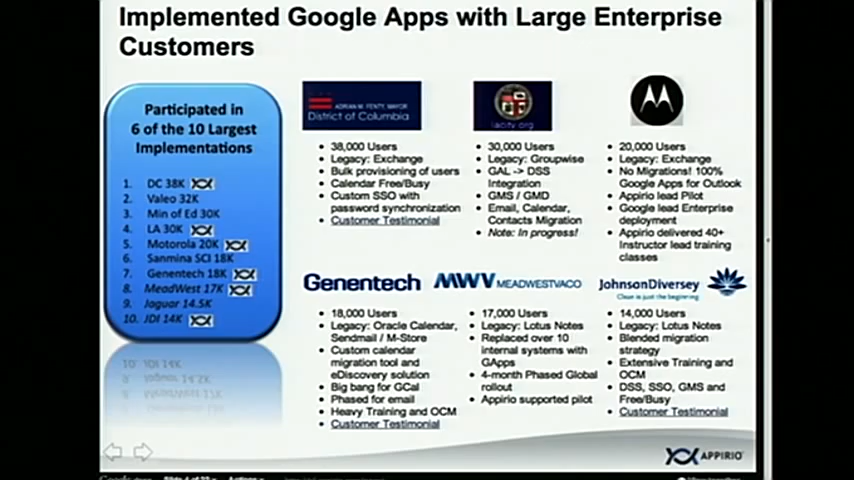 Implemented Google Apps with Large Enterprise
Customers
Participated in
6 of the 10 Largest
Implementations
1. DC 38K
2. Valeo 32K
3. Min of Ed 30K
4. LA 30K
5. Motorola 20K
6. Sanmina SCI 18K
7. Genentech 18K
8. MeadWest 17K
9. Jaguar 14.5K
10. JDI 14K
ADRIAN M. FENTY, MAYOR
District of Columbia
• 38,000 Users
• Legacy: Exchange
• Bulk provisioning of users
• Calendar Free/Busy
• Custom SSO with
password synchronization
• Customer Testimonial
lacity.org
• 30,000 Users
• Legacy: Groupwise
• GAL -> DSS
Integration
• GMS / GMD
• Email, Calendar,
Contacts Migration
• Note: In progress!
• 20,000 Users
• Legacy: Exchange
• No Migrations! 100%
Google Apps for Outlook
• Appirio lead Pilot
• Google lead Enterprise
deployment
• Appirio delivered 40+
Instructor lead training
classes
Genentech
• 18,000 Users
• Legacy: Oracle Calendar,
Sendmail / M-Store
• Custom calendar
migration tool and
eDiscovery solution
• Big bang for GCal
• Phased for email
• Heavy Training and OCM
• Customer Testimonial
MWV MEADWESTVACO
• 17,000 Users
• Legacy: Lotus Notes
• Replaced over 10
internal systems with
GApps
• 4-month Phased Global
rollout
• Appirio supported pilot
JohnsonDiversey
Clean is just the beginning
• 14,000 Users
• Legacy: Lotus Notes
• Blended migration
strategy
• Extensive Training and
OCM
• DSS, SSO, GMS and
Free/Busy
• Customer Testimonial
APPIRIO